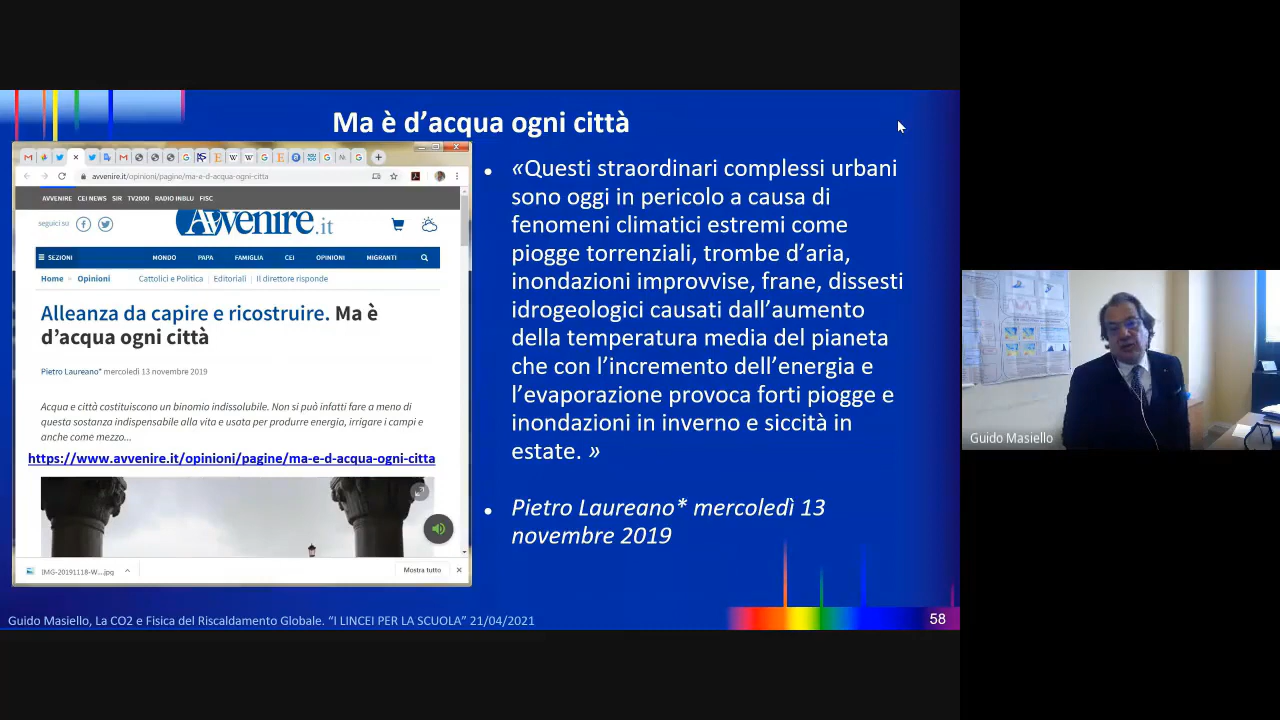 Ma è d’acqua ogni città
avvenire.it/opinioni/pagine/ma-e-d-acqua-ogni-citta
AVVENIRE CEI NEWS SIR TV2000 RADIO INBLU FISC
seguici su
Avvenire.it
SEZIONI MONDO PAPA FAMIGLIA CEI OPINIONI MIGRANTI
Home Opinioni Cattolici e Politica Editoriali Il direttore risponde
Alleanza da capire e ricostruire. Ma è
d’acqua ogni città
Pietro Laureano* mercoledì 13 novembre 2019
Acqua e città costituiscono un binomio indissolubile. Non si può infatti fare a meno di
questa sostanza indispensabile alla vita e usata per produrre energia, irrigare i campi e
anche come mezzo...
https://www.avvenire.it/opinioni/pagine/ma-e-d-acqua-ogni-citta
IMG-20191118-W....jpg
Mostra tutto
• «Questi straordinari complessi urbani
sono oggi in pericolo a causa di
fenomeni climatici estremi come
piogge torrenziali, trombe d’aria,
inondazioni improvvise, frane, dissesti
idrogeologici causati dall’aumento
della temperatura media del pianeta
che con l’incremento dell’energia e
l’evaporazione provoca forti piogge e
inondazioni in inverno e siccità in
estate. »
• Pietro Laureano* mercoledì 13
novembre 2019
Guido Masiello, La CO2 e Fisica del Riscaldamento Globale. “I LINCEI PER LA SCUOLA” 21/04/2021
58
Guido Masiello